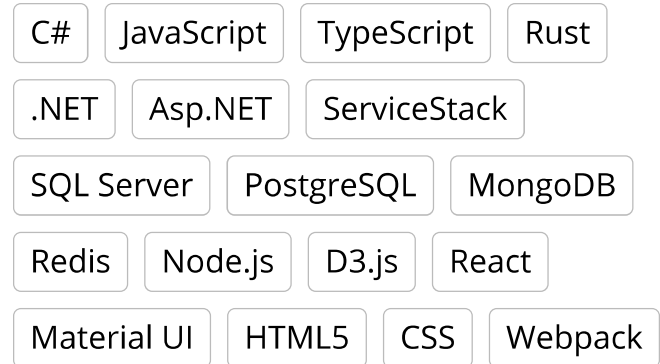 C# JavaScript TypeScript Rust
.NET Asp.NET ServiceStack
SQL Server PostgreSQL MongoDB
Redis Node.js D3.js React
Material UI HTML5 CSS Webpack